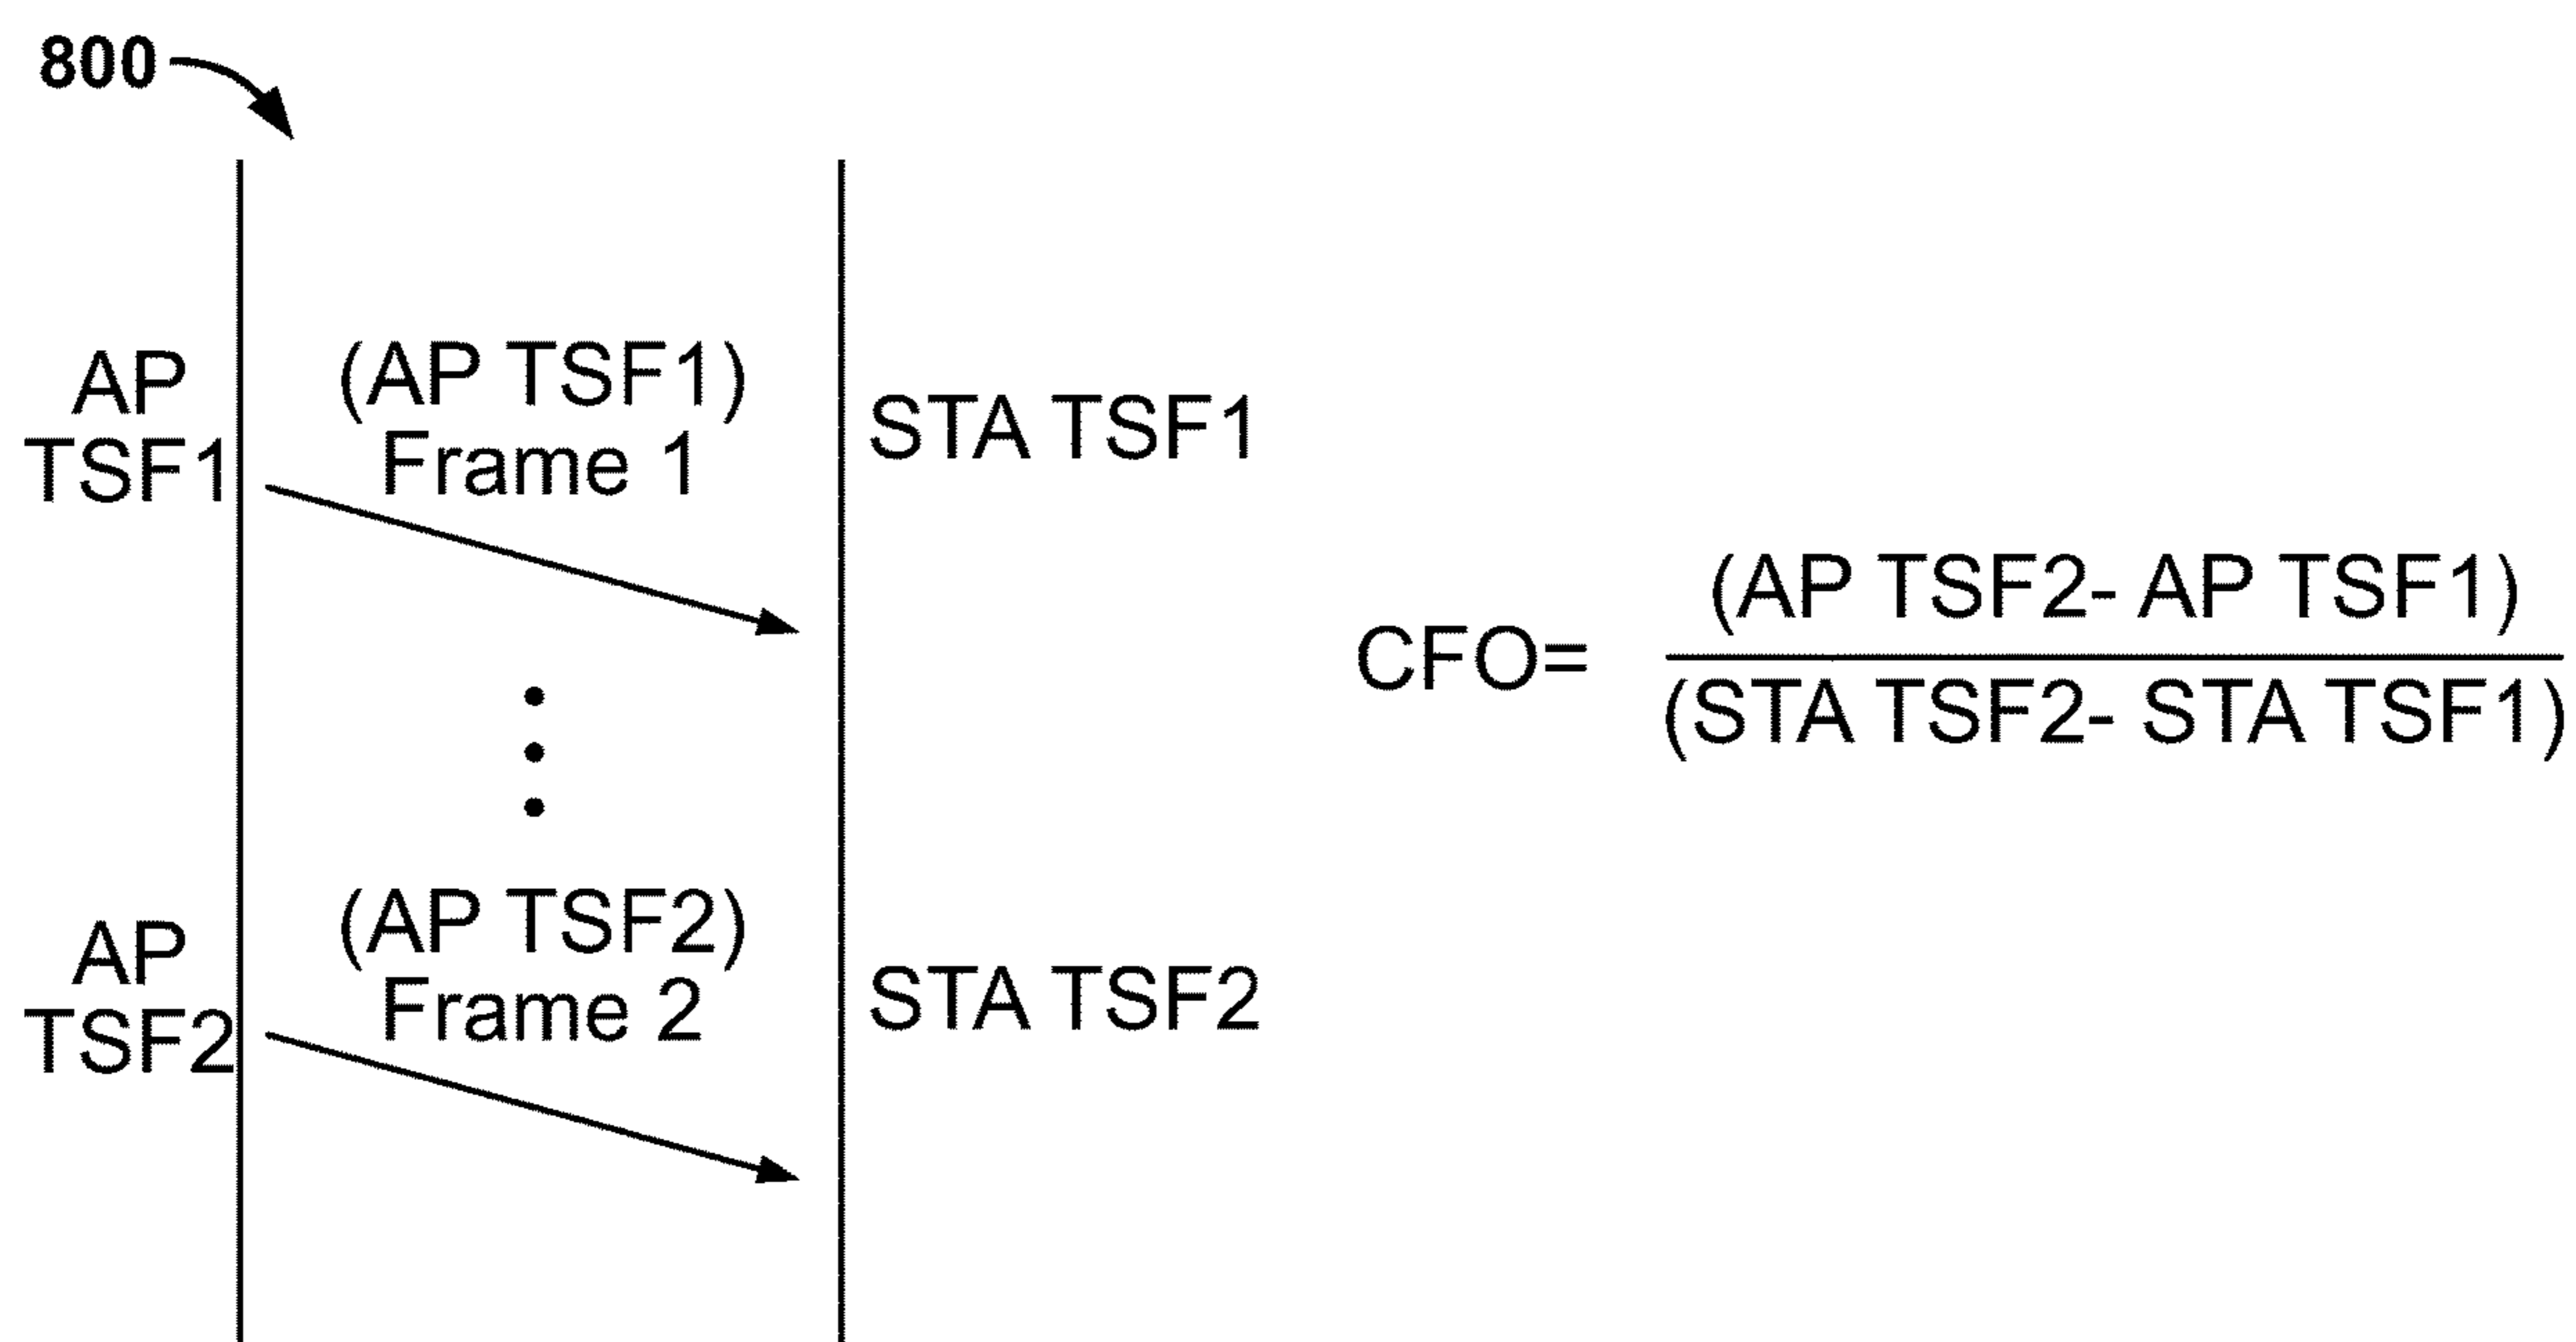 800
AP
TSF1
(AP TSF1)
Frame 1
STA TSF1
AP
TSF2
(AP TSF2)
Frame 2
STA TSF2
CFO=
(AP TSF2- AP TSF1)
(STA TSF2- STA TSF1)